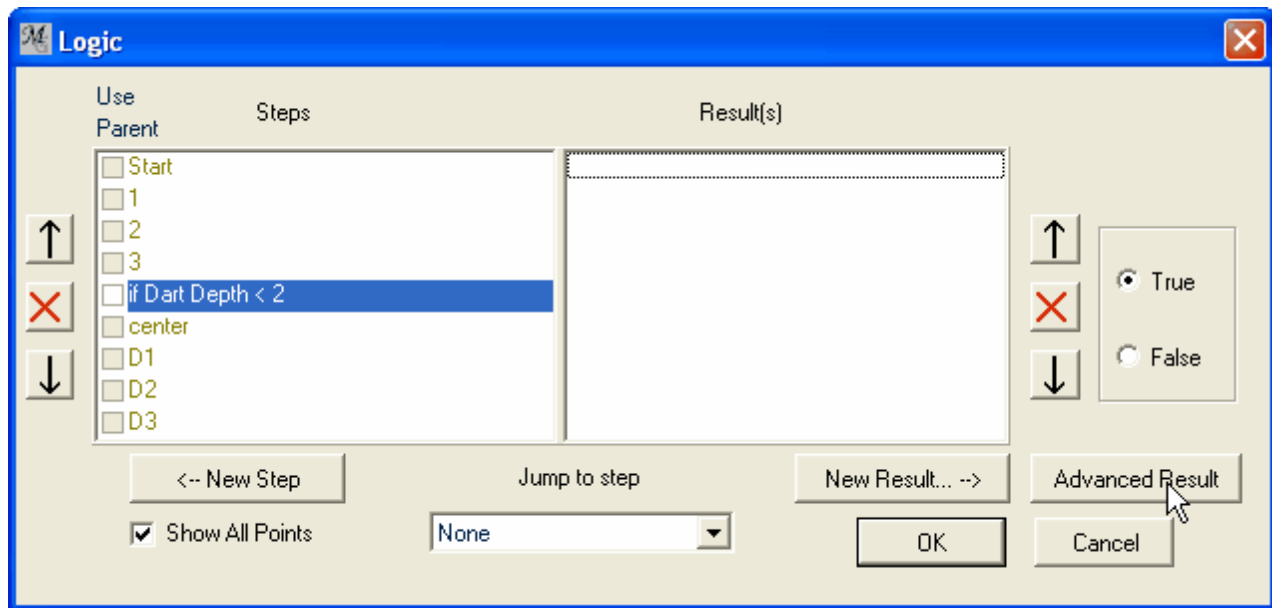 Logic
Use
Parent
Steps
Result(s)
Start
1
2
3
if Dart Depth < 2
center
D1
D2
D3
True
False
<-- New Step
Jump to step
New Result... -->
Advanced Result
Show All Points
None
OK
Cancel